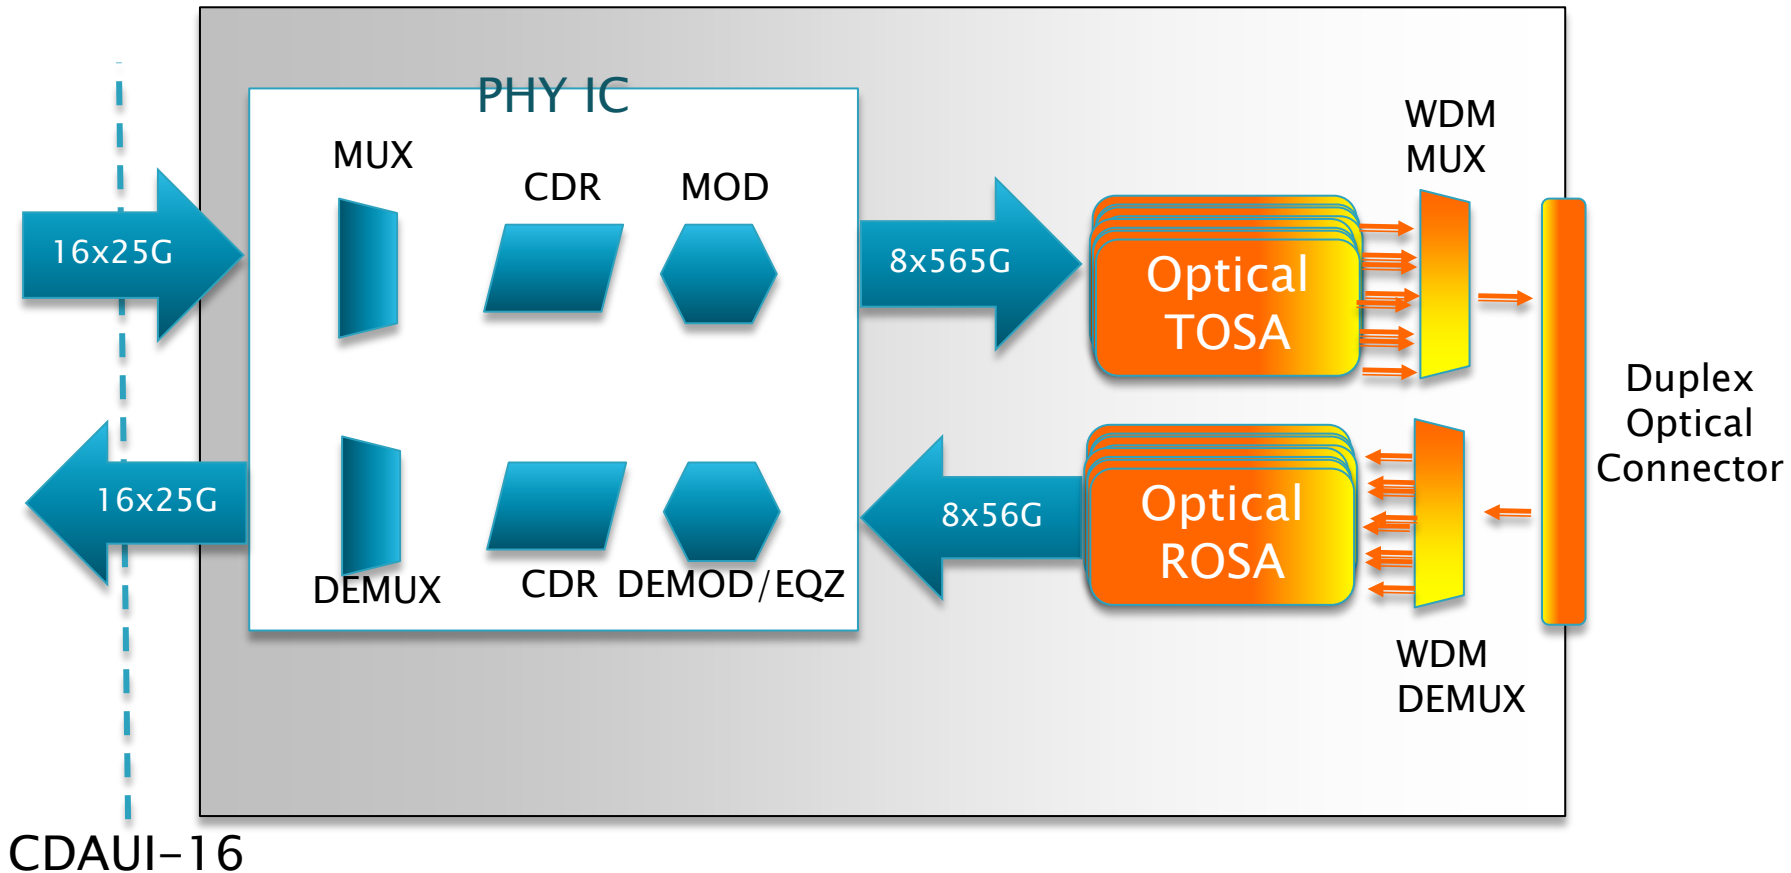 PHY IC
MUX
CDR
MOD
WDM
MUX
16x25G
8x565G
Optical
TOSA
Duplex
Optical
Connector
16x25G
8x56G
Optical
ROSA
DEMUX
CDR
DEMOD/EQZ
WDM
DEMUX
CDAUI-16